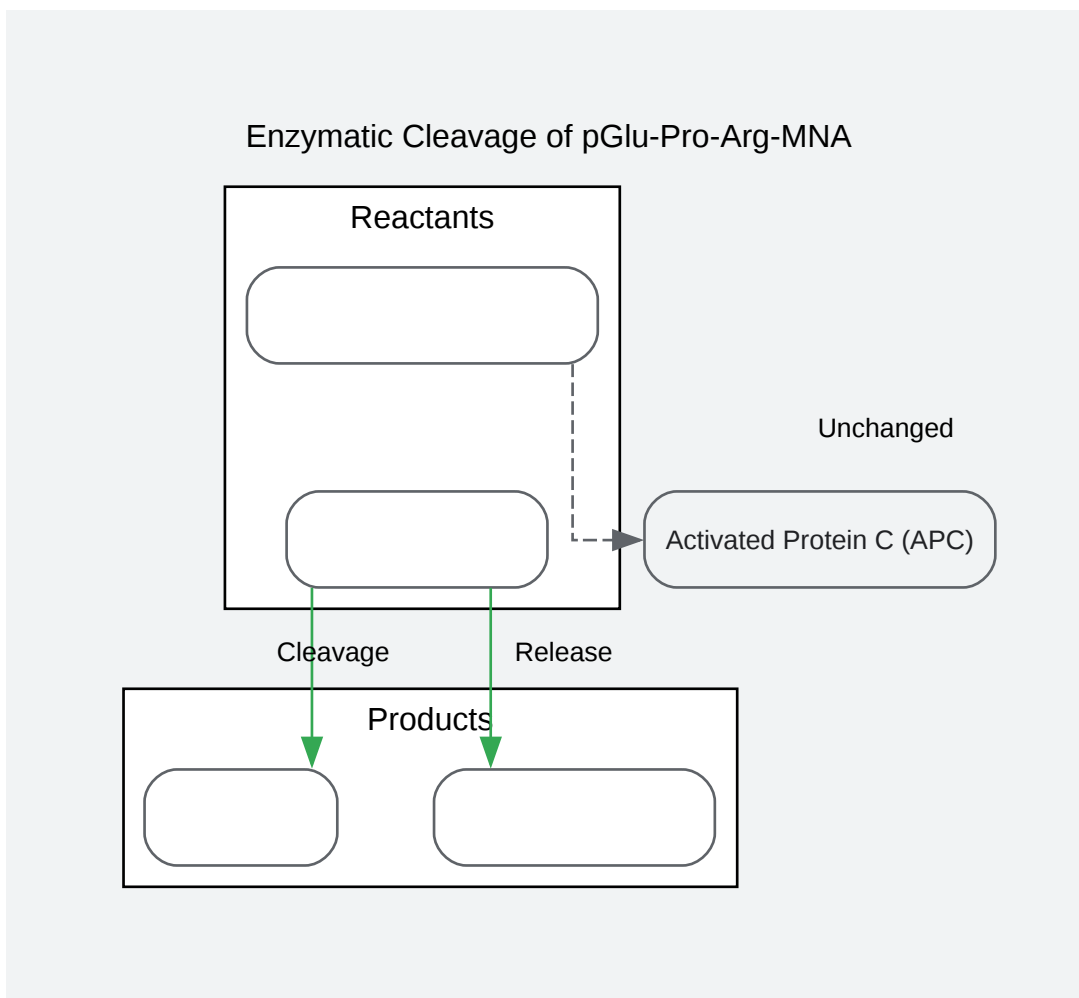 Enzymatic Cleavage of pGlu-Pro-Arg-MNA
Reactants
Unchanged
Activated Protein C (APC)
Cleavage
Release
Products